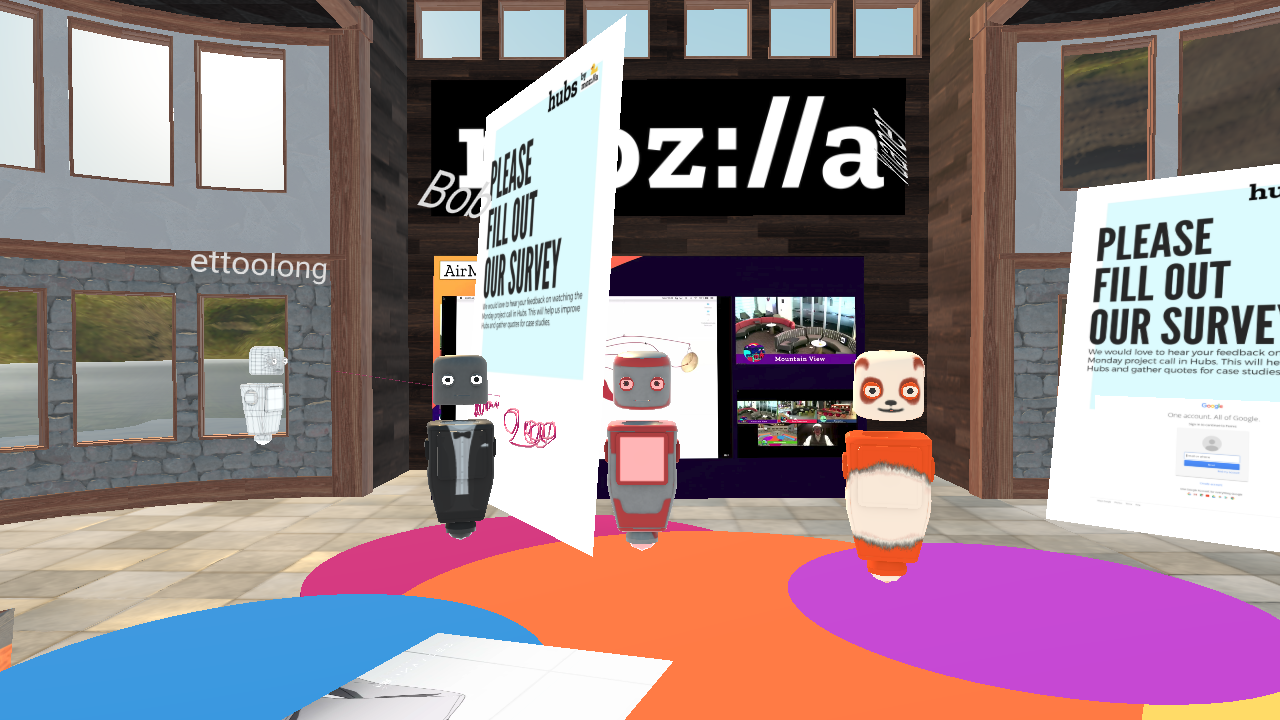 hubs
by
mozilla
moz://a
Bob
PLEASE
FILL OUT
OUR SURVEY
We would love to hear your feedback on watching the
Monday project call in Hubs. This will help us improve
Hubs and gather quotes for case studies.
ettoolong
AirM
Mountain View
200
hu
PLEASE
FILL OUT
OUR SURVEY
We would love to hear your feedback on
Monday project call in Hubs. This will he
Hubs and gather quotes for case studies
Google
One account. All of Google.